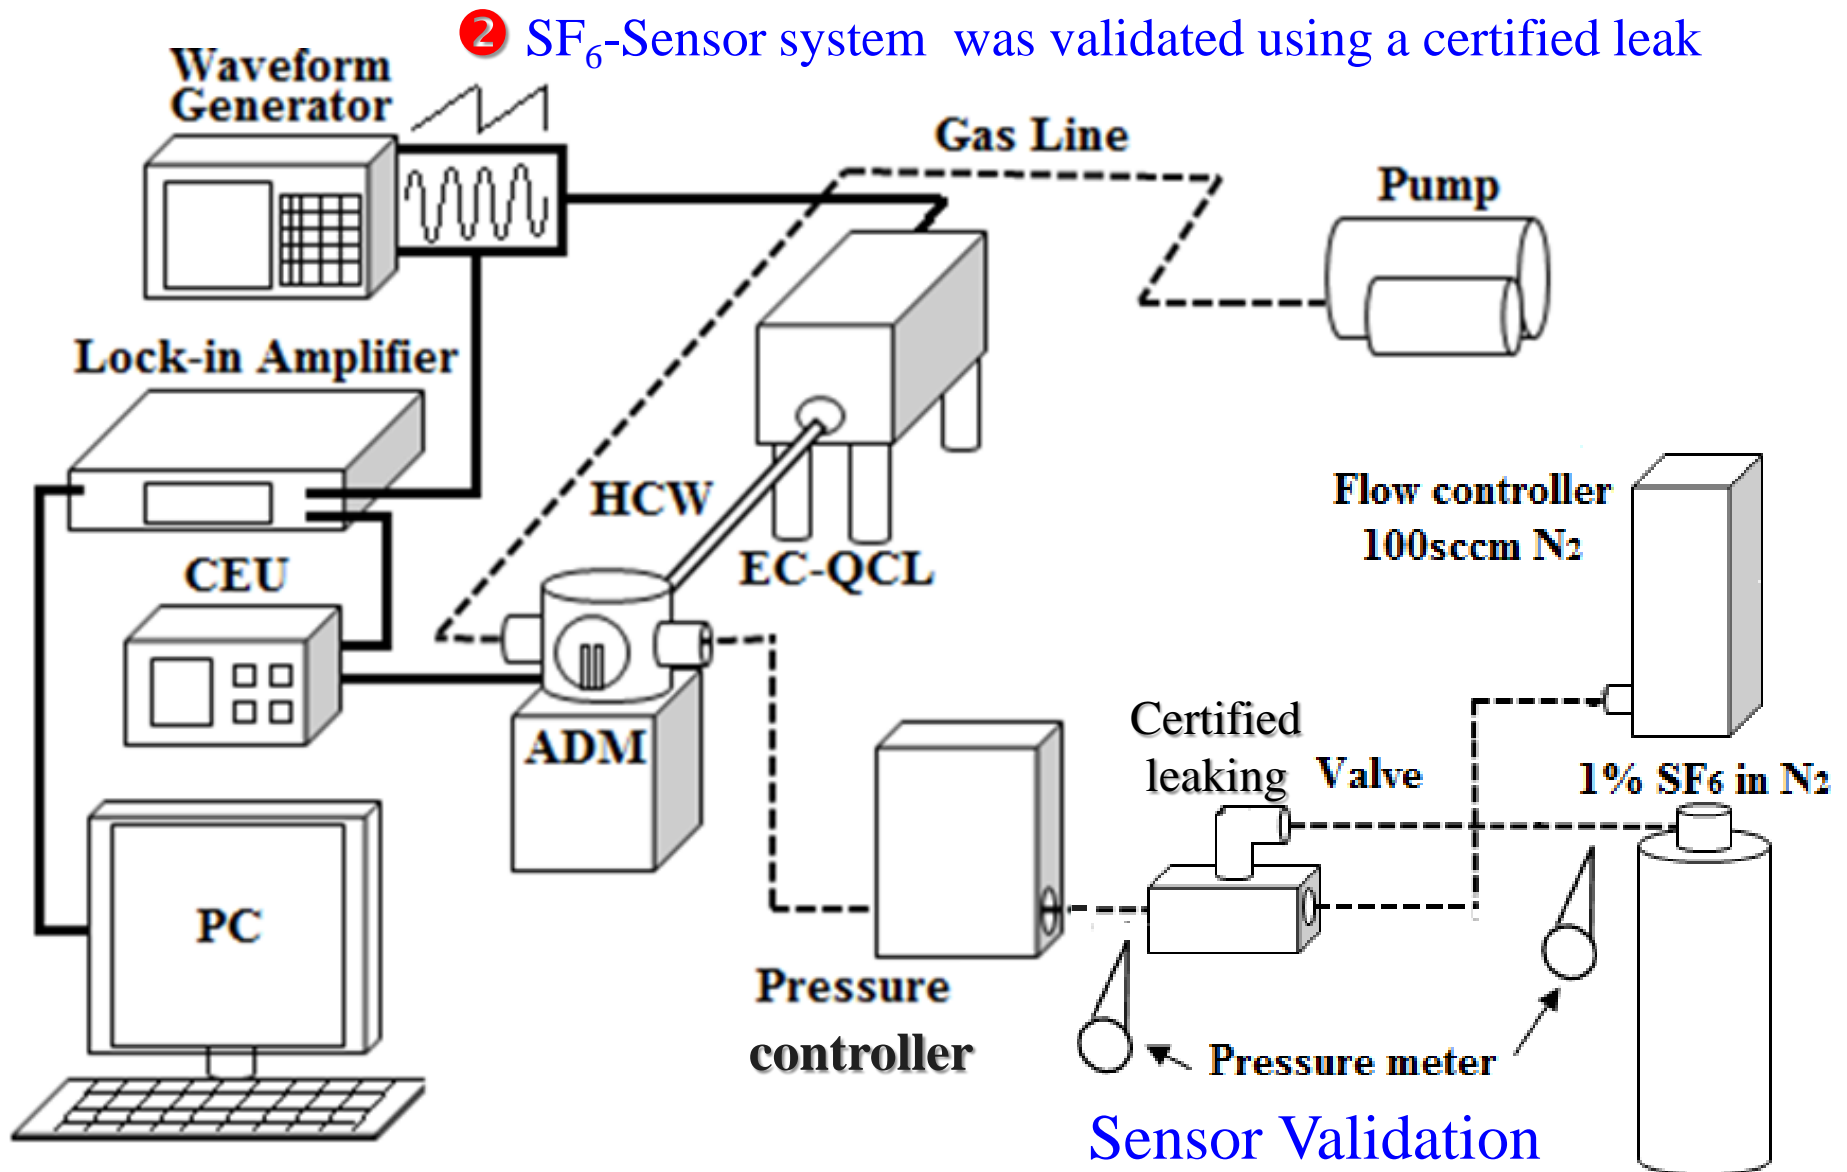 ❷ SF₆-Sensor system was validated using a certified leak
Waveform
Generator
Gas Line
Pump
Lock-in Amplifier
HCW
EC-QCL
Flow controller
100sccm N₂
CEU
ADM
Certified
leaking
Valve
1% SF₆ in N₂
PC
Pressure
controller
Pressure meter
Sensor Validation